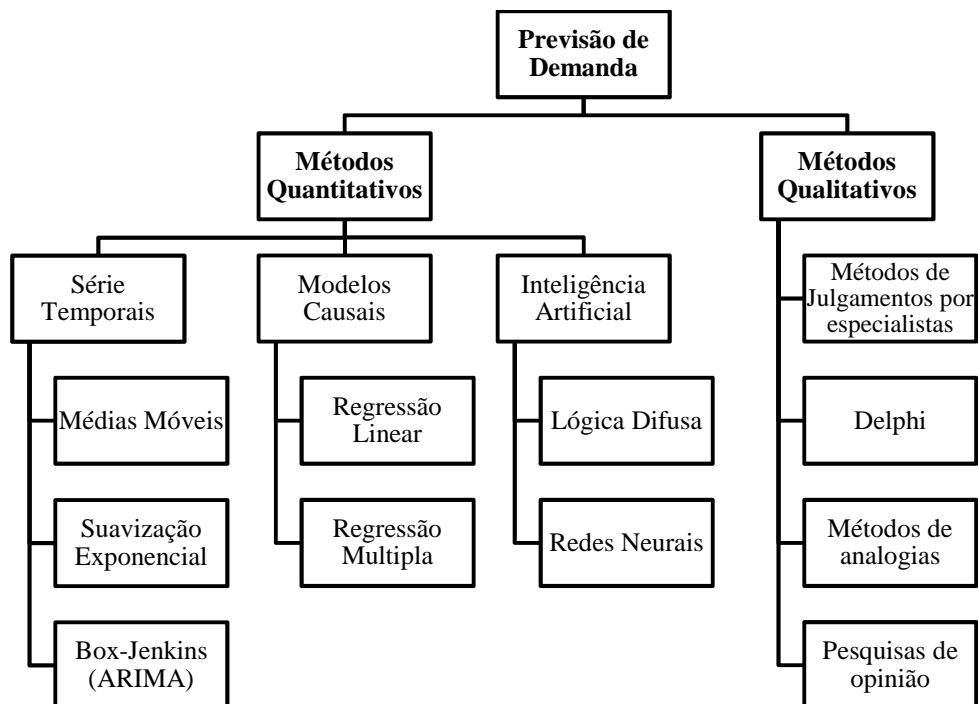 Previsão de
Demanda
Métodos
Quantitativos
Métodos
Qualitativos
Série
Temporais
Modelos
Causais
Inteligência
Artificial
Métodos de
Julgamentos por
especialistas
Médias Móveis
Regressão
Linear
Lógica Difusa
Delphi
Suavização
Exponencial
Regressão
Multipla
Redes Neurais
Métodos de
analogias
Box-Jenkins
(ARIMA)
Pesquisas de
opinião